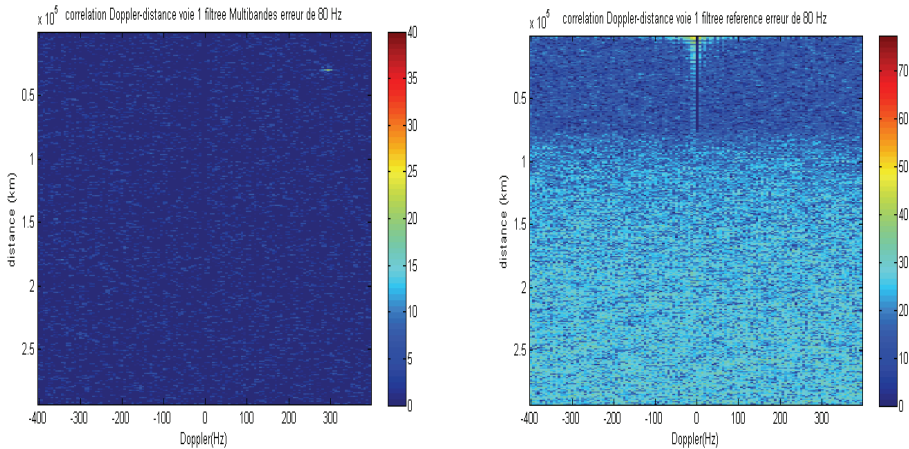 correlation Doppler-distance voie 1 filtree Multibandes erreur de 80 Hz
x 10^5
distance (km)
0.5
1
1.5
2
2.5
-400 -300 -200 -100 0 100 200 300
Doppler(Hz)
40
35
30
25
20
15
10
5
0
correlation Doppler-distance voie 1 filtree reference erreur de 80 Hz
x 10^5
distance (km)
0.5
1
1.5
2
2.5
-400 -300 -200 -100 0 100 200 300
Doppler(Hz)
70
60
50
40
30
20
10
0